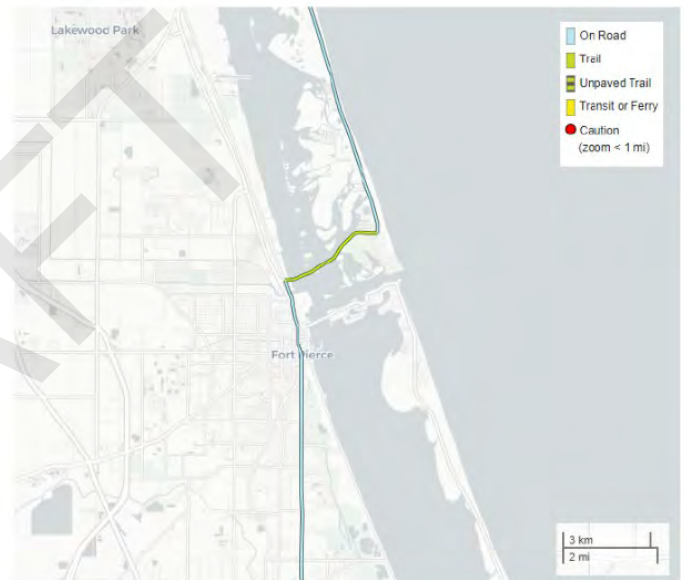 Lakewood Park
On Road
Trail
Unpaved Trail
Transit or Ferry
Caution
(zoom < 1 mi)
Fort Pierce
3 km
2 mi